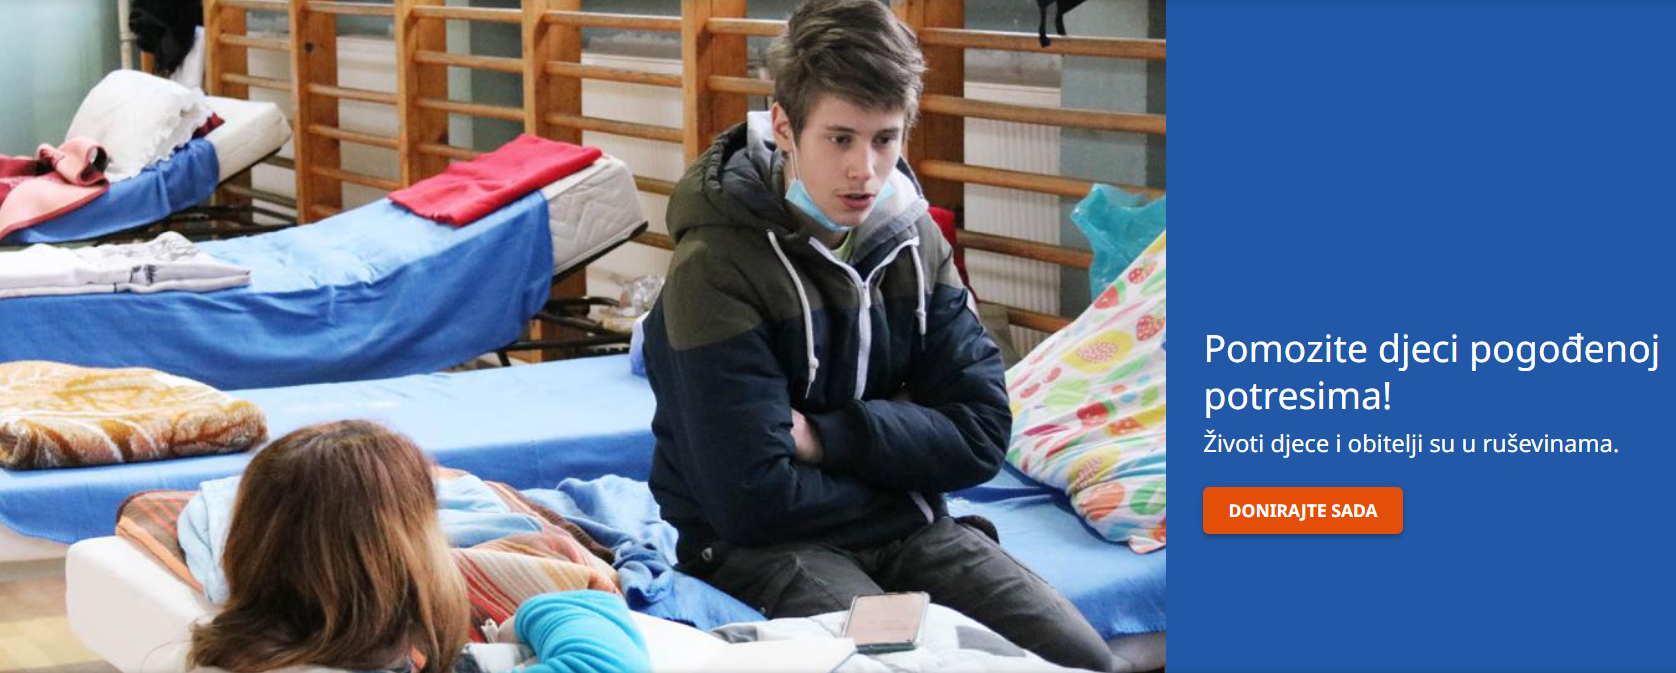 Pomozite djeci pogođenoj
potresima!
Životi djece i obitelji su u ruševinama.
DONIRAJTE SADA